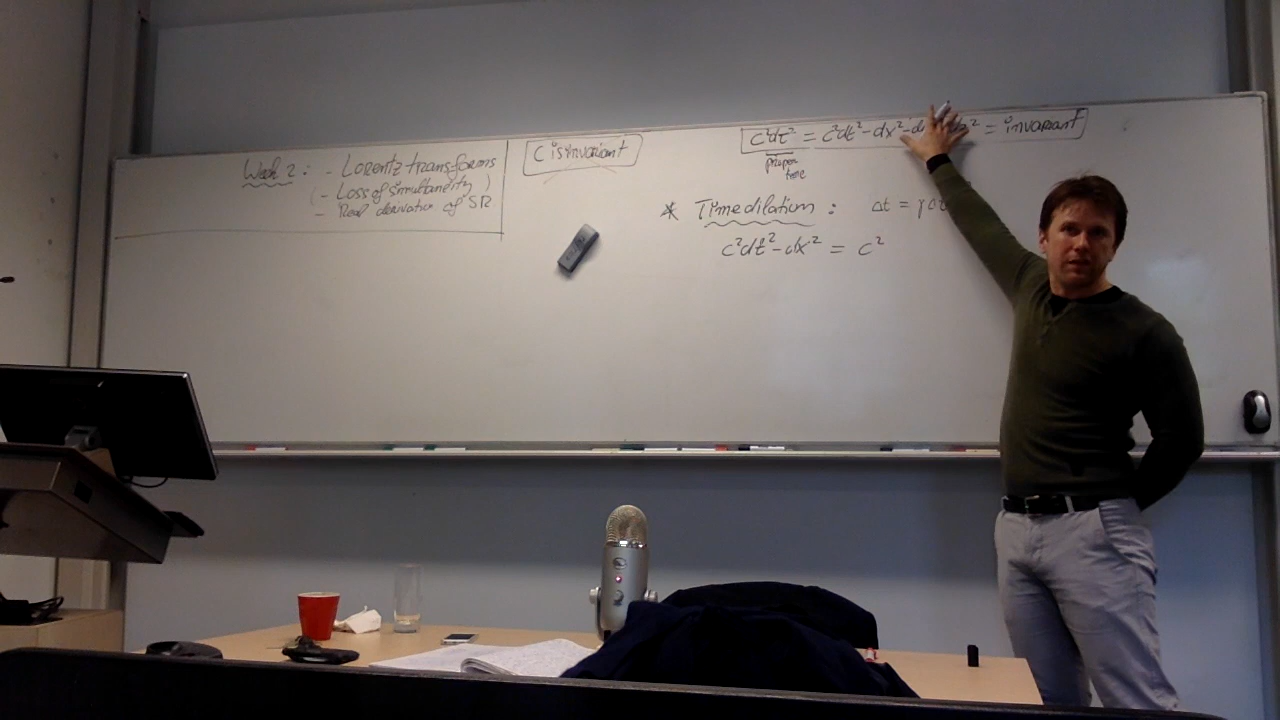 Week 2 : - Lorentz transforms
( - Loss of simultaneity )
- Real derivation of SR
c is invariant
c²dτ² = c²dt² - dx² - dz² = invariant
proper
time
* Time dilation : Δt = γ
c²dt² - dx² = c²